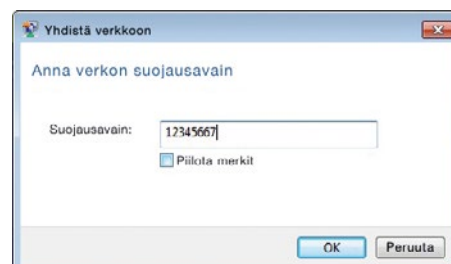 Yhdistä verkkoon
Anna verkon suojausavain
Suojausavain: 12345667
Piilota merkit
OK Peruuta